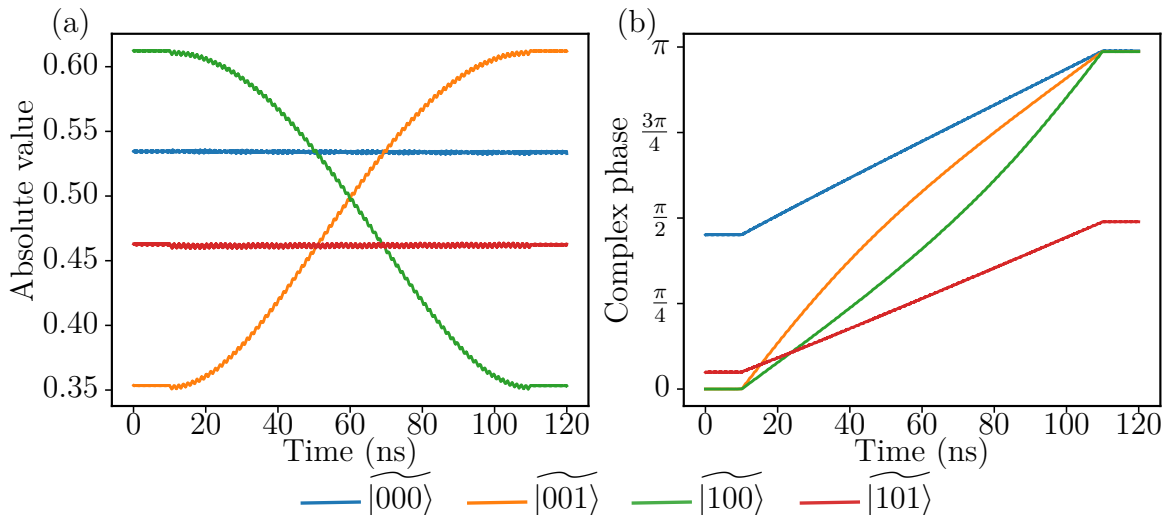 (a)
Absolute value
0.60
0.55
0.50
0.45
0.40
0.35
0 20 40 60 80 100 120
Time (ns)
(b)
Complex phase
π
3π/4
π/2
π/4
0
0 20 40 60 80 100 120
Time (ns)
|000⟩ |001⟩ |100⟩ |101⟩